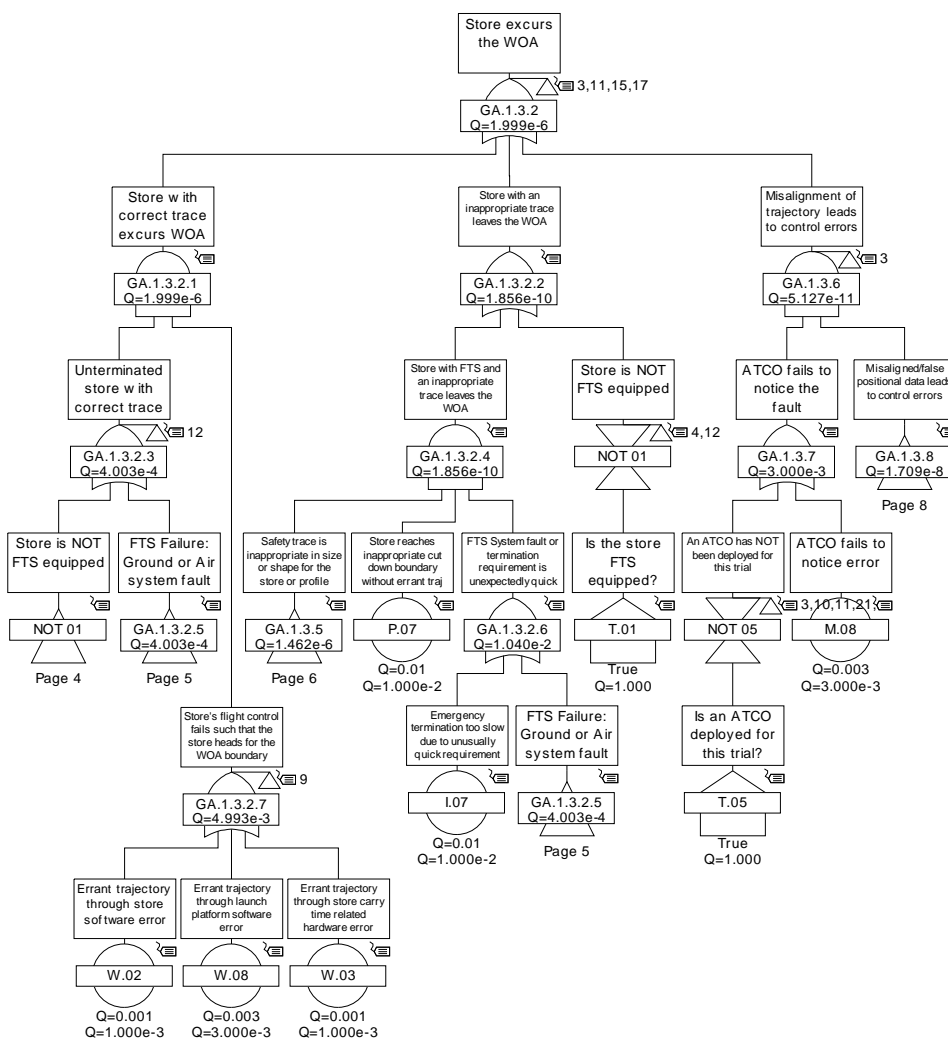 Store excurs
the WOA
3,11,15,17
GA.1.3.2
Q=1.999e-6
Store with
correct trace
excurs WOA
GA.1.3.2.1
Q=1.999e-6
Store with an
inappropriate trace
leaves the WOA
GA.1.3.2.2
Q=1.856e-10
Misalignment of
trajectory leads
to control errors
3
GA.1.3.6
Q=5.127e-11
Unterminated
store with
correct trace
12
GA.1.3.2.3
Q=4.003e-4
Store with FTS and
an inappropriate
trace leaves the
WOA
GA.1.3.2.4
Q=1.856e-10
Store is NOT
FTS equipped
4,12
NOT 01
ATCO fails to
notice the
fault
GA.1.3.7
Q=3.000e-3
Misaligned/false
positional data leads
to control errors
GA.1.3.8
Q=1.709e-8
Page 8
Store is NOT
FTS equipped
NOT 01
Page 4
FTS Failure:
Ground or Air
system fault
GA.1.3.2.5
Q=4.003e-4
Page 5
Safety trace is
inappropriate in size
or shape for the
store or profile
GA.1.3.5
Q=1.462e-6
Page 6
Store reaches
inappropriate cut
down boundary
without errant traj
P.07
Q=0.01
Q=1.000e-2
FTS System fault or
termination
requirement is
unexpectedly quick
GA.1.3.2.6
Q=1.040e-2
Is the store
FTS
equipped?
T.01
True
Q=1.000
An ATCO has NOT
been deployed for
this trial
3,10,11,21,
NOT 05
ATCO fails to
notice error
M.08
Q=0.003
Q=3.000e-3
Store's flight control
fails such that the
store heads for the
WOA boundary
9
GA.1.3.2.7
Q=4.993e-3
Emergency
termination too slow
due to unusually
quick requirement
I.07
Q=0.01
Q=1.000e-2
FTS Failure:
Ground or Air
system fault
GA.1.3.2.5
Q=4.003e-4
Page 5
Is an ATCO
deployed for
this trial?
T.05
True
Q=1.000
Errant trajectory
through store
software error
W.02
Q=0.001
Q=1.000e-3
Errant trajectory
through launch
platform software
error
W.08
Q=0.003
Q=3.000e-3
Errant trajectory
through store carry
time related
hardware error
W.03
Q=0.001
Q=1.000e-3